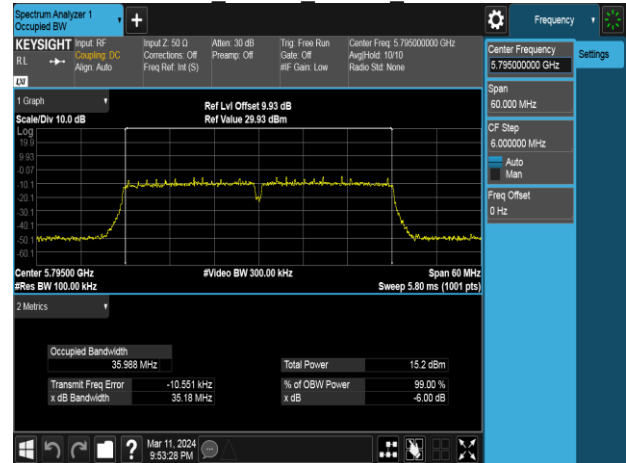 Spectrum Analyzer 1
Occupied BW
Frequency
KEYSIGHT
RL
LXI
Input: RF
Coupling: DC
Align: Auto
Input Z: 50 Ω
Corrections: Off
Freq Ref: Int (S)
Atten: 30 dB
Preamp: Off
Trig: Free Run
Gate: Off
#IF Gain: Low
Center Freq: 5.795000000 GHz
Avg|Hold: 10/10
Radio Std: None
Center Frequency
5.795000000 GHz
Settings
Span
60.000 MHz
CF Step
6.000000 MHz
Auto
Man
Freq Offset
0 Hz
1 Graph
Scale/Div 10.0 dB
Ref Lvl Offset 9.93 dB
Ref Value 29.93 dBm
Log
19.9
9.93
-0.07
-10.1
-20.1
-30.1
-40.1
-50.1
-60.1
Center 5.79500 GHz
#Res BW 100.00 kHz
#Video BW 300.00 kHz
Span 60 MHz
Sweep 5.80 ms (1001 pts)
2 Metrics
Occupied Bandwidth
35.988 MHz
Total Power 15.2 dBm
Transmit Freq Error -10.551 kHz
% of OBW Power 99.00 %
x dB Bandwidth 35.18 MHz
x dB -6.00 dB
?
Mar 11, 2024
9:53:28 PM